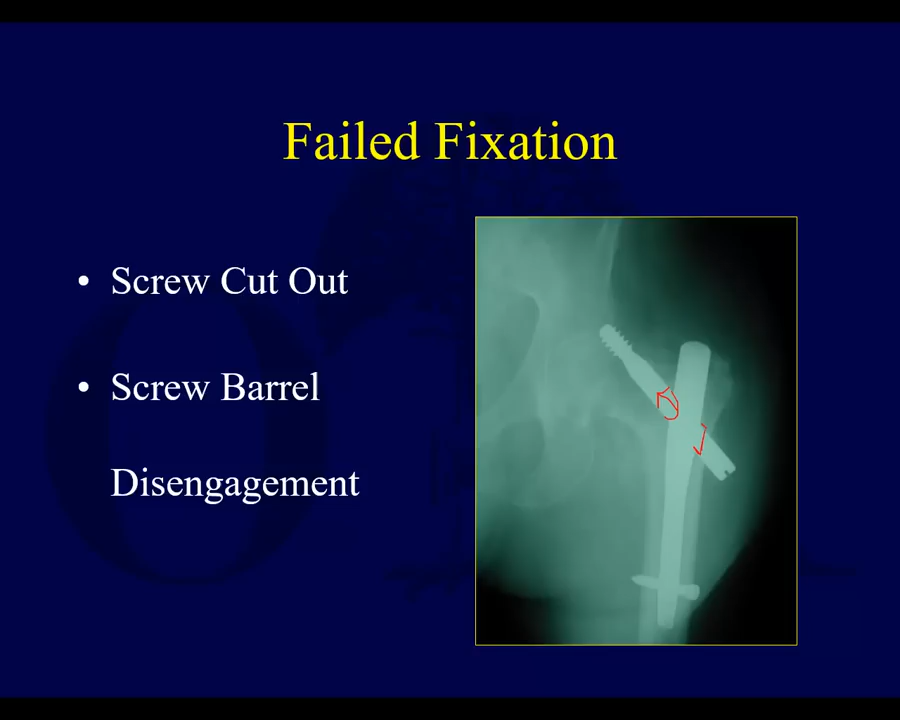 Failed Fixation
• Screw Cut Out
• Screw Barrel
Disengagement